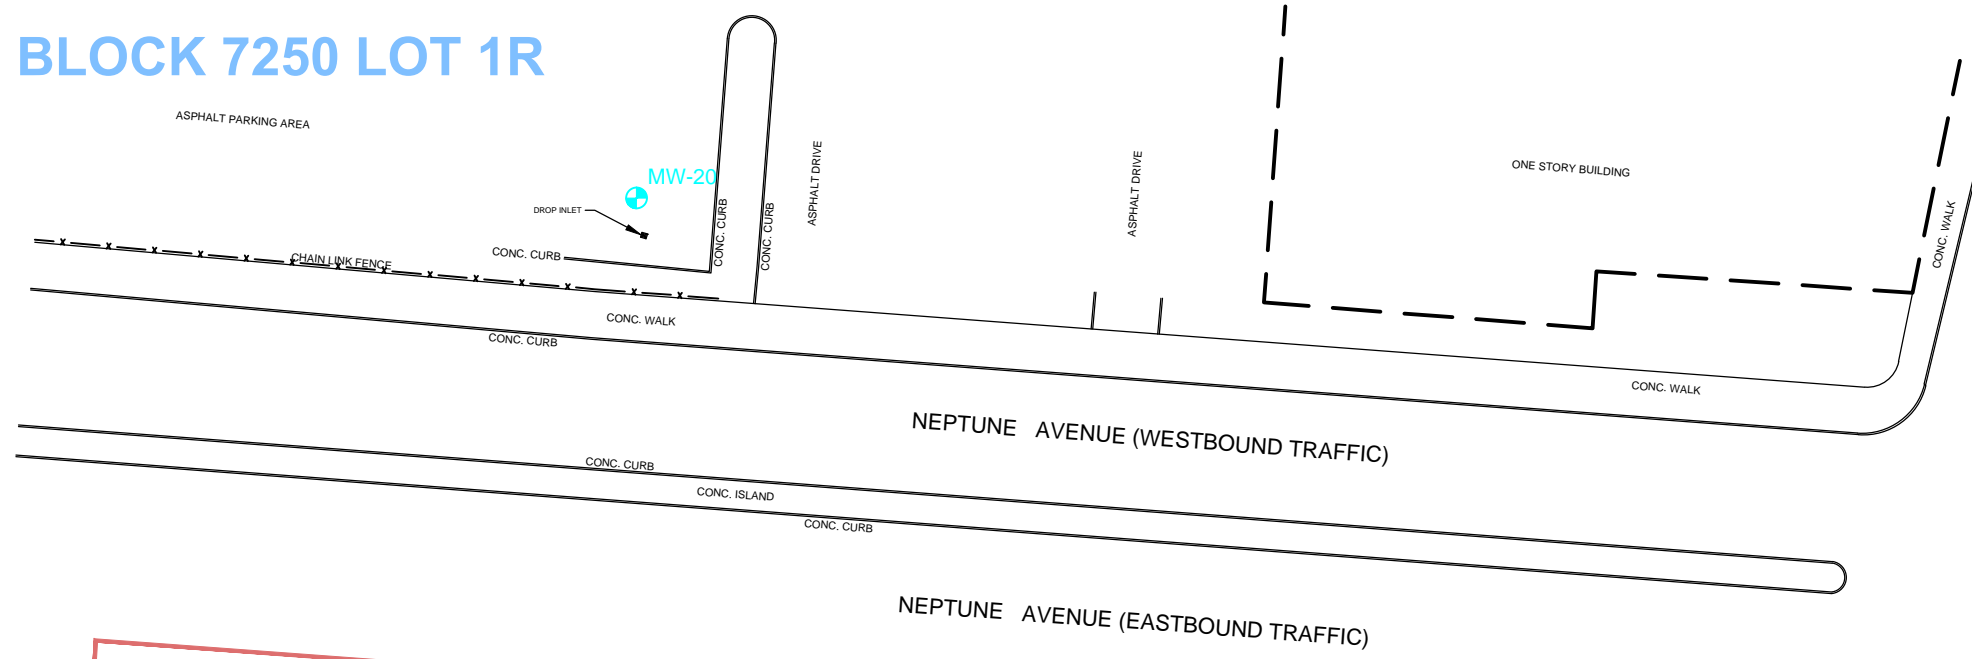 BLOCK 7250 LOT 1R
ASPHALT PARKING AREA
MW-20
DROP INLET
CONC. CURB
CONC. CURB
CONC. CURB
ASPHALT DRIVE
ASPHALT DRIVE
ONE STORY BUILDING
CONC. WALK
CHAIN LINK FENCE
CONC. WALK
CONC. CURB
CONC. WALK
NEPTUNE AVENUE (WESTBOUND TRAFFIC)
CONC. CURB
CONC. ISLAND
CONC. CURB
NEPTUNE AVENUE (EASTBOUND TRAFFIC)